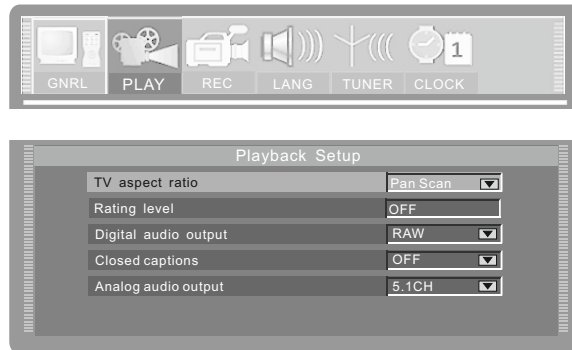 1
GNRL PLAY REC LANG TUNER CLOCK
Playback Setup
TV aspect ratio Pan Scan
Rating level OFF
Digital audio output RAW
Closed captions OFF
Analog audio output 5.1CH